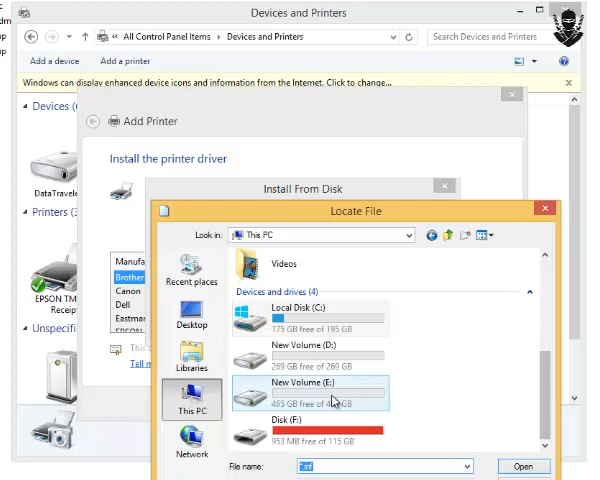 Devices and Printers
All Control Panel Items
Devices and Printers
Search Devices and Printers
Add a device
Add a printer
Windows can display enhanced device icons and information from the Internet. Click to change...
Devices
DataTravele
Printers (3
EPSON TM
Receip
Unspecifi
Add Printer
Install the printer driver
Manufa
Brother
Canon
Dell
Eastman
EPSON
Tell m
Install From Disk
Locate File
Look in:
This PC
Recent places
Desktop
Libraries
This PC
Network
Videos
Devices and drives (4)
Local Disk (C:)
175 GB free of 195 GB
New Volume (D:)
269 GB free of 269 GB
New Volume (E:)
465 GB free of
Disk (F:)
953 MB free of 115 GB
File name:
*.inf
Open